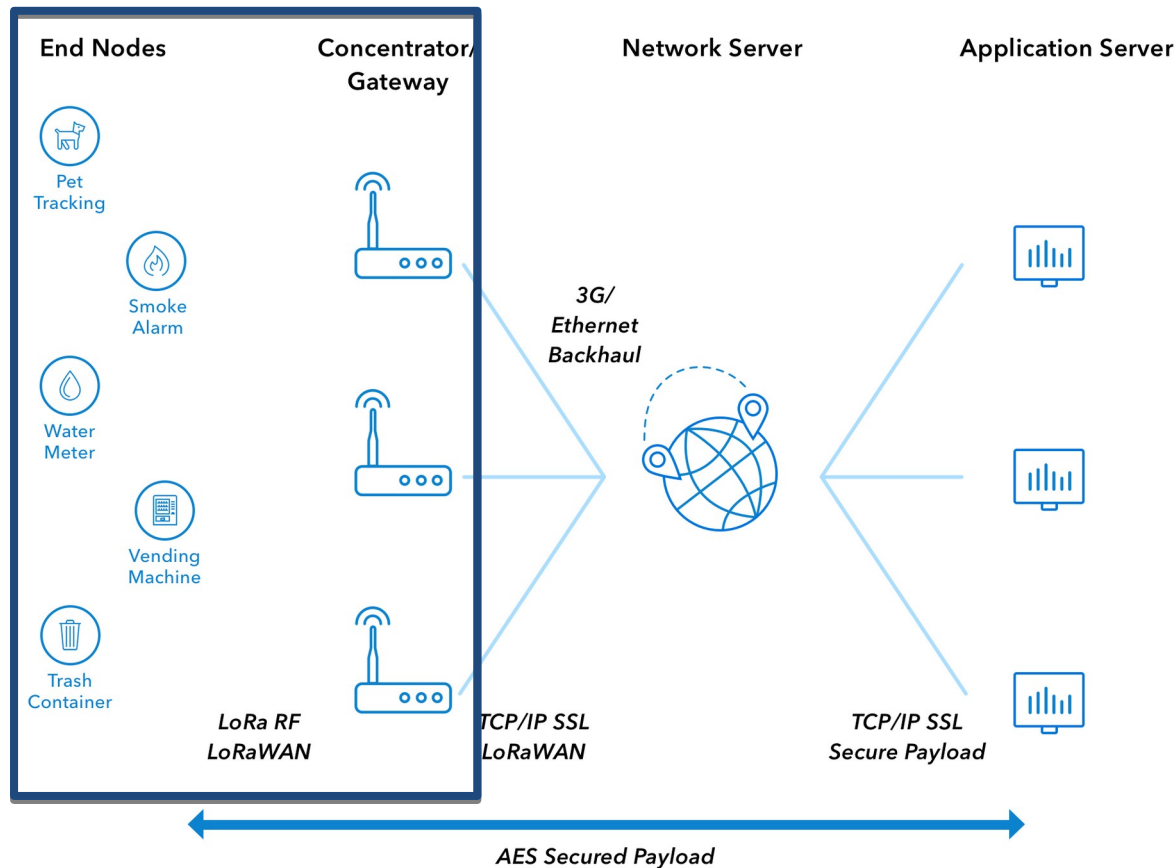 End Nodes
Concentrator/
Gateway
Network Server
Application Server
Pet
Tracking
Smoke
Alarm
Water
Meter
Vending
Machine
Trash
Container
3G/
Ethernet
Backhaul
LoRa RF
LoRaWAN
TCP/IP SSL
LoRaWAN
TCP/IP SSL
Secure Payload
AES Secured Payload